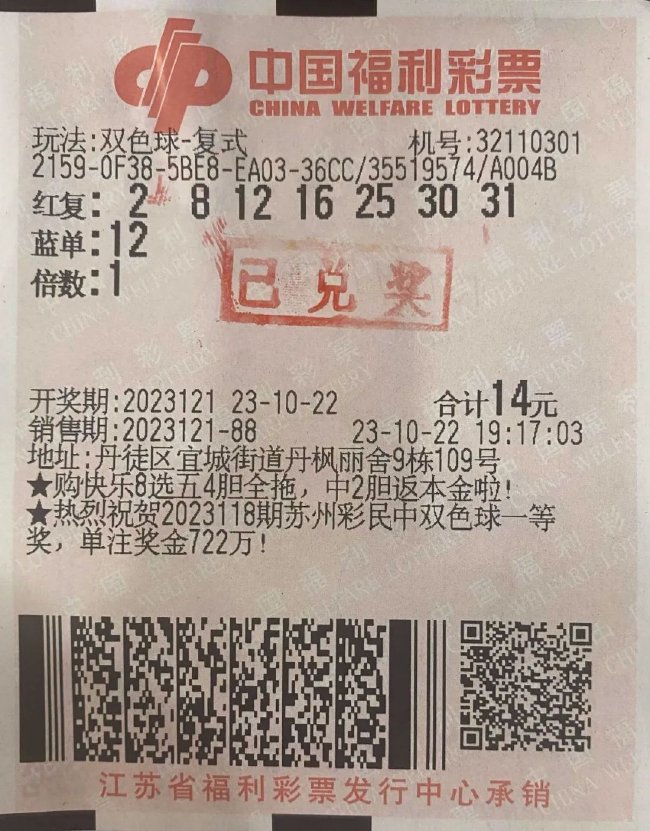 中国福利彩票
CHINA WELFARE LOTTERY
玩法:双色球-复式 机号:32110301
2159-0F38-5BE8-EA03-36CC/35519574/A004B
红复: 2 8 12 16 25 30 31
蓝单:12
倍数:1
已兑奖
开奖期:2023121 23-10-22 合计14元
销售期:2023121-88 23-10-22 19:17:03
地址:丹徒区宜城街道丹枫丽舍9栋109号
★购快乐8选五4胆全拖，中2胆返本金啦!
★热烈祝贺2023118期苏州彩民中双色球一等
奖，单注奖金722万!
江苏省福利彩票发行中心承销